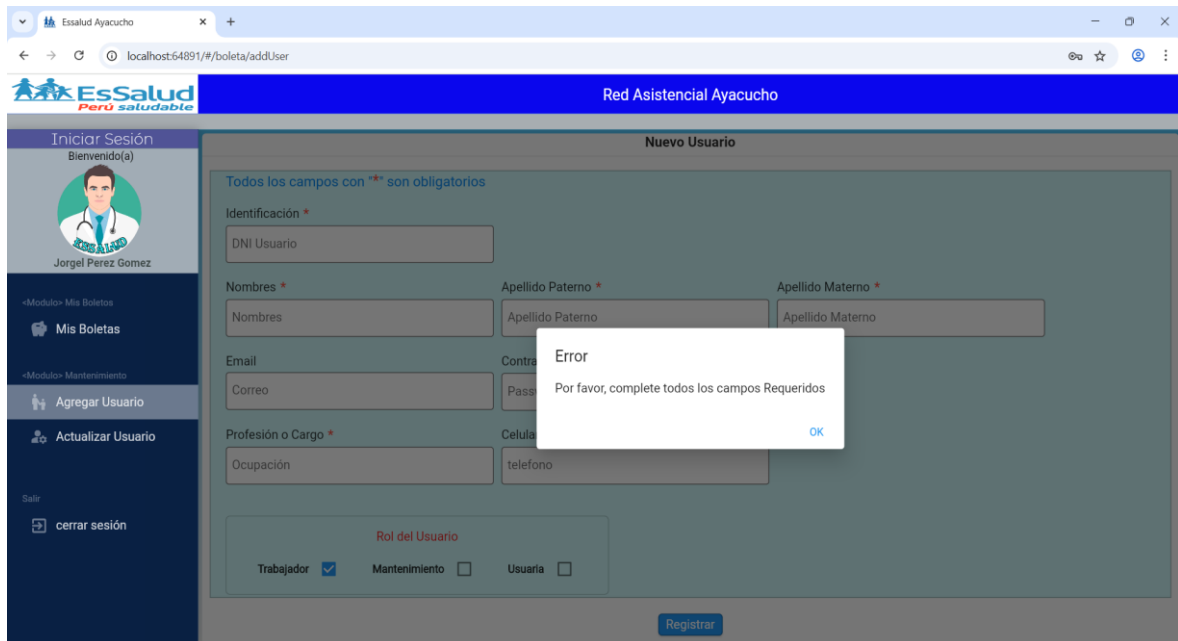 Essalud Ayacucho
localhost:64891/#/boleta/addUser
EsSalud
Perú saludable
Red Asistencial Ayacucho
Iniciar Sesión
Bienvenido(a)
ESSALUD
Jorgel Perez Gomez
<Modulo> Mis Boletos
Mis Boletas
<Modulo> Mantenimiento
Agregar Usuario
Actualizar Usuario
Salir
cerrar sesión
Nuevo Usuario
Todos los campos con "*" son obligatorios
Identificación *
DNI Usuario
Nombres * Apellido Paterno * Apellido Materno *
Nombres Apellido Paterno Apellido Materno
Email Contra
Correo Pass
Profesión o Cargo * Celula
Ocupación telefono
Error
Por favor, complete todos los campos Requeridos
OK
Rol del Usuario
Trabajador Mantenimiento Usuaria
Registrar